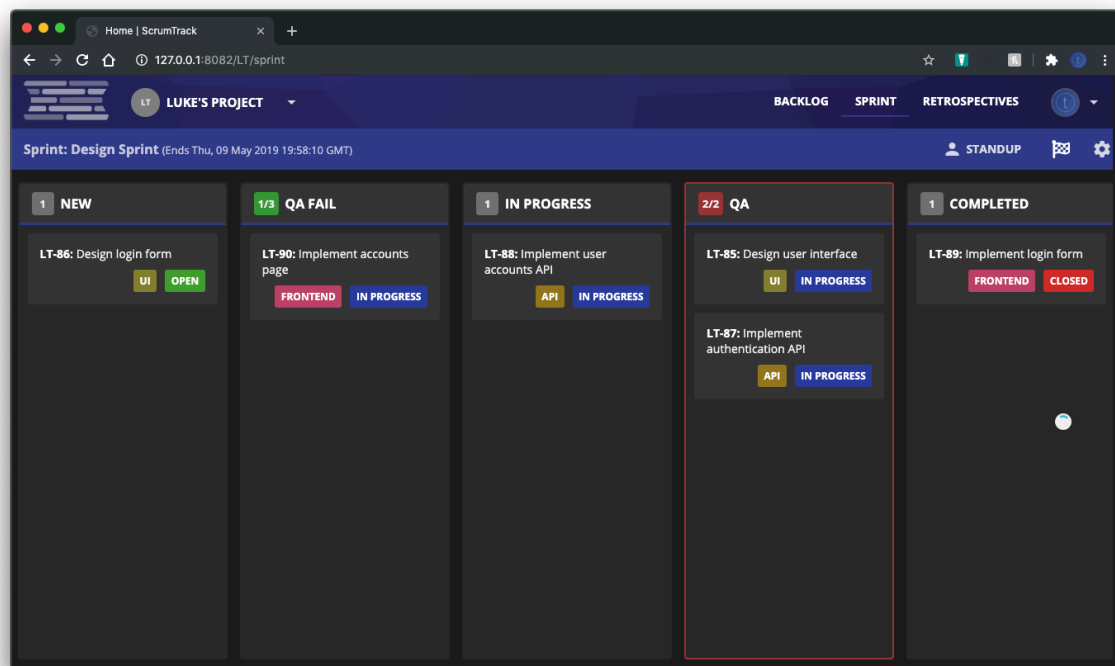 Home | ScrumTrack
127.0.0.1:8082/LT/sprint
LT LUKE'S PROJECT BACKLOG SPRINT RETROSPECTIVES t
Sprint: Design Sprint (Ends Thu, 09 May 2019 19:58:10 GMT) STANDUP
1 NEW
LT-86: Design login form
UI OPEN
1/3 QA FAIL
LT-90: Implement accounts
page
FRONTEND IN PROGRESS
1 IN PROGRESS
LT-88: Implement user
accounts API
API IN PROGRESS
2/2 QA
LT-85: Design user interface
UI IN PROGRESS
LT-87: Implement
authentication API
API IN PROGRESS
1 COMPLETED
LT-89: Implement login form
FRONTEND CLOSED